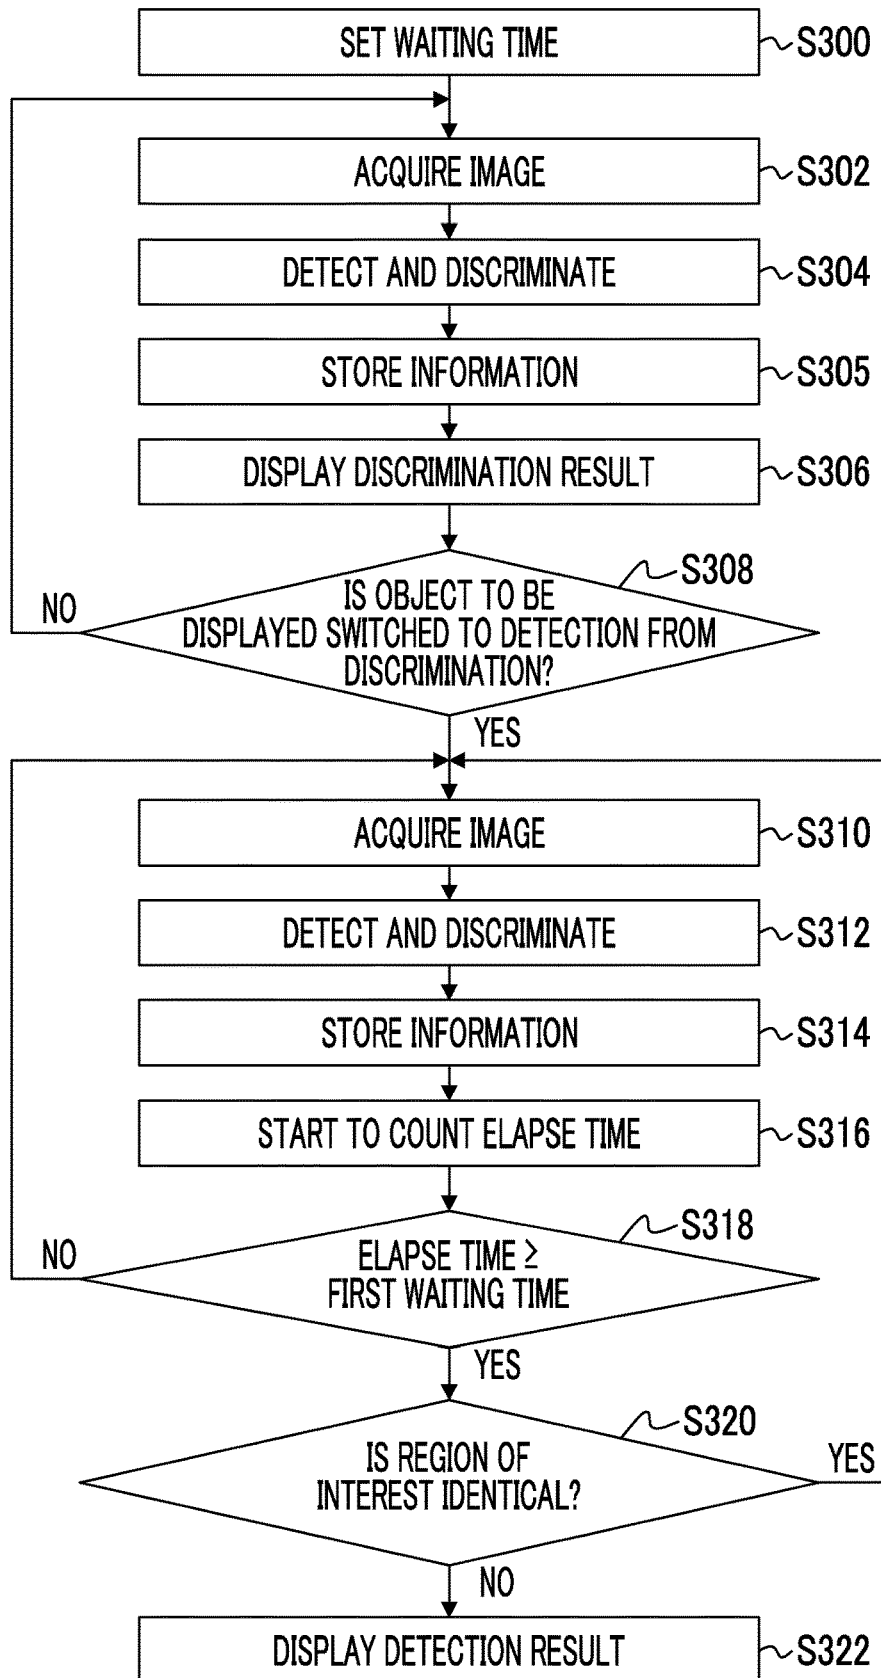 SET WAITING TIME S300
ACQUIRE IMAGE S302
DETECT AND DISCRIMINATE S304
STORE INFORMATION S305
DISPLAY DISCRIMINATION RESULT S306
S308
IS OBJECT TO BE
NO
DISPLAYED SWITCHED TO DETECTION FROM
DISCRIMINATION?
YES
ACQUIRE IMAGE S310
DETECT AND DISCRIMINATE S312
STORE INFORMATION S314
START TO COUNT ELAPSE TIME S316
S318
NO
ELAPSE TIME ≥
FIRST WAITING TIME
YES
S320
IS REGION OF
YES
INTEREST IDENTICAL?
NO
DISPLAY DETECTION RESULT S322